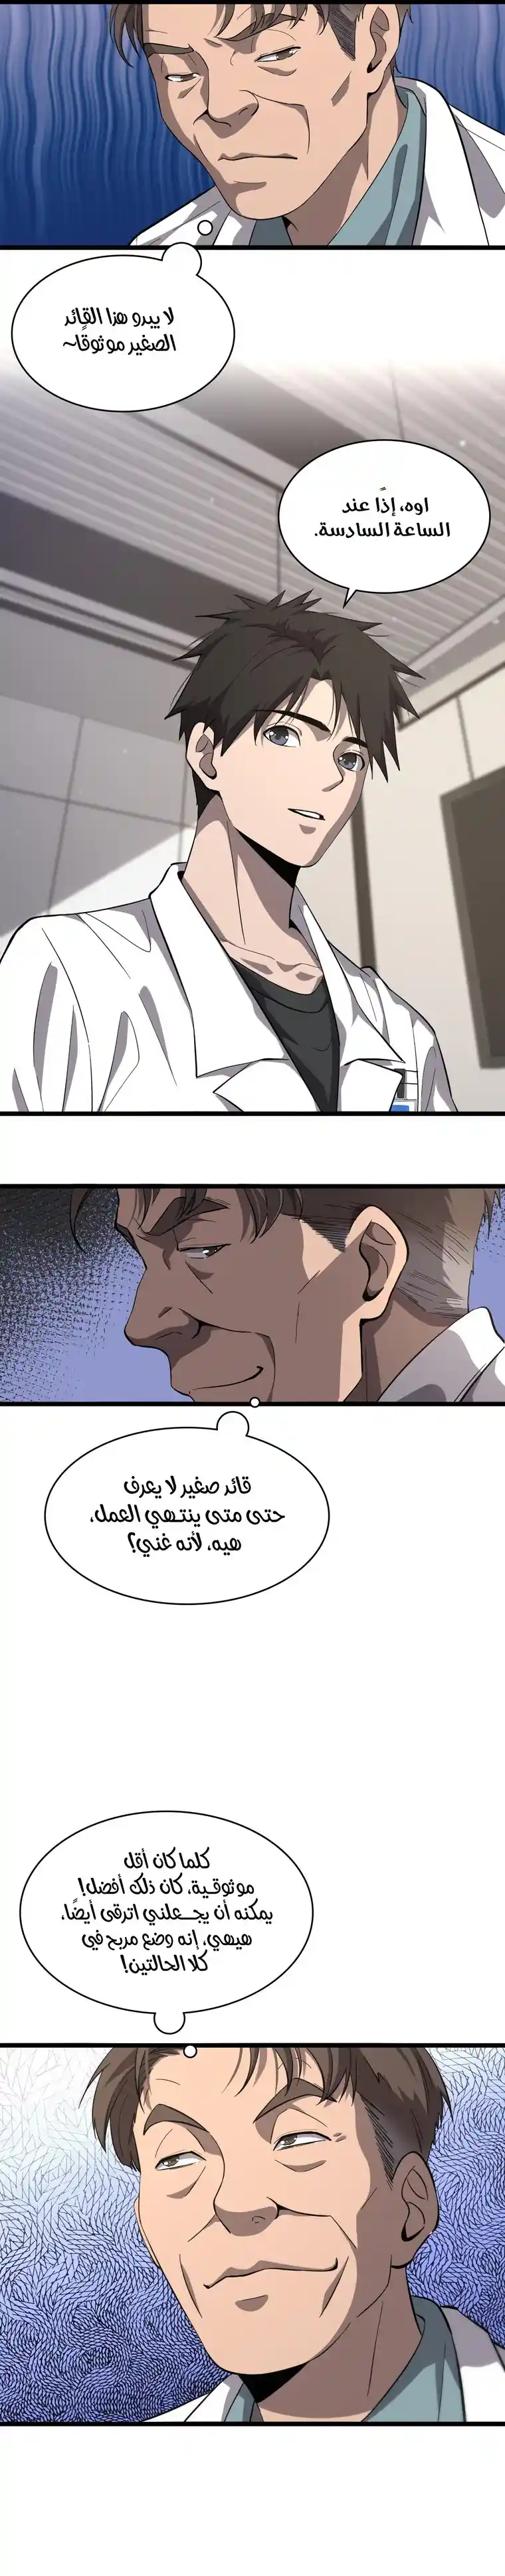 لا يبدو هذا القائد
الصغير موثوقًا~
اوه، إذًا عند
الساعة السادسة.
قائد صغير لا يعرف
حتى متى ينتهي العمل،
هيه، لأنه غني؟
كلما كان أقل
موثوقية، كان ذلك أفضل!
يمكنه أن يجعلني اترقى أيضًا،
هيهي، إنه وضع مربح في
كلا الحالتين!